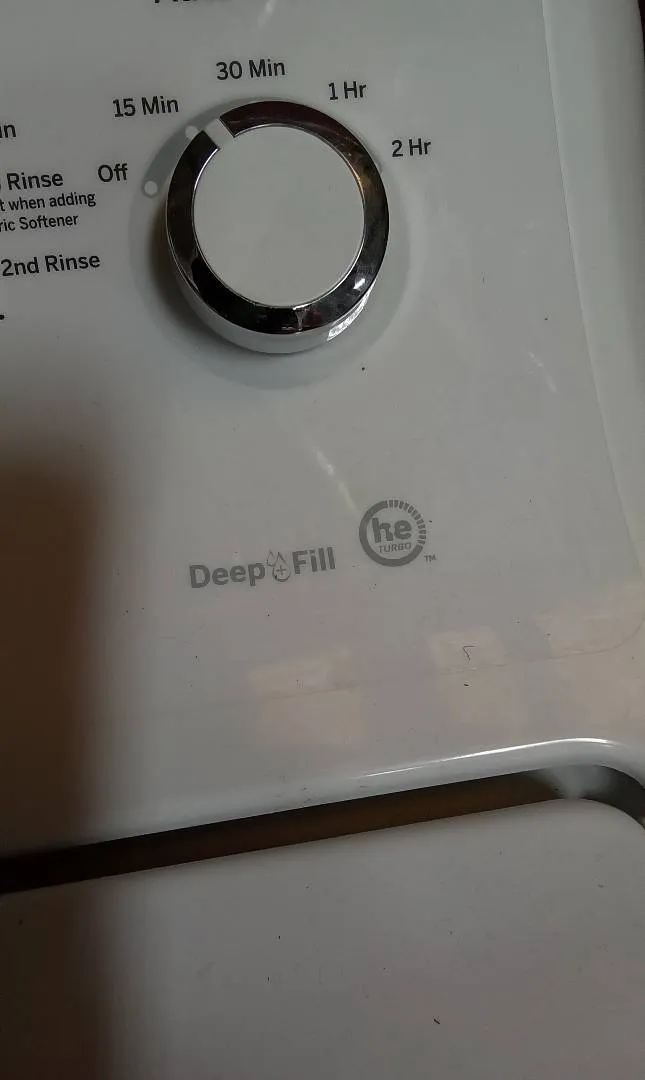 30 Min
1 Hr
15 Min
2 Hr
Off
Rinse
when adding
Softener
2nd Rinse
he
TURBO
TM
Deep Fill